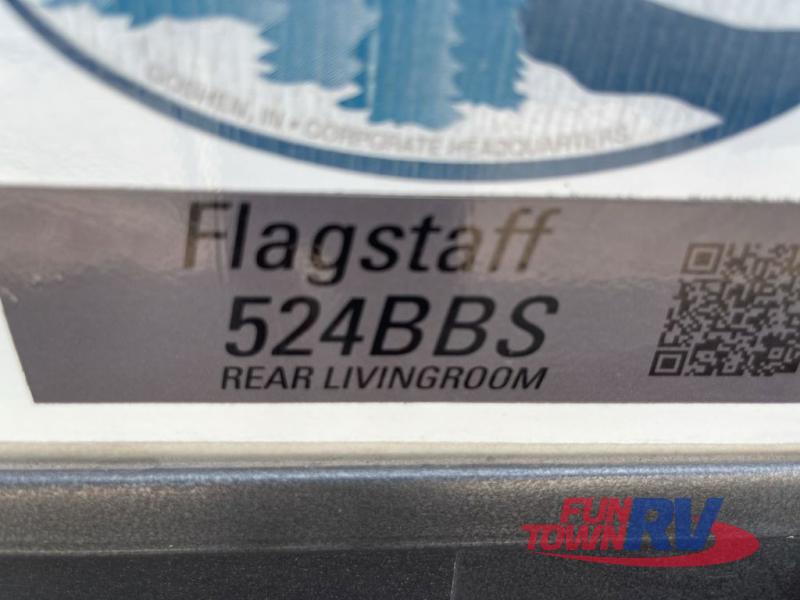 GOSHEN, IN • CORPORATE HEADQUARTERS
Flagstaff
524BBS
REAR LIVINGROOM
FUN TOWN RV